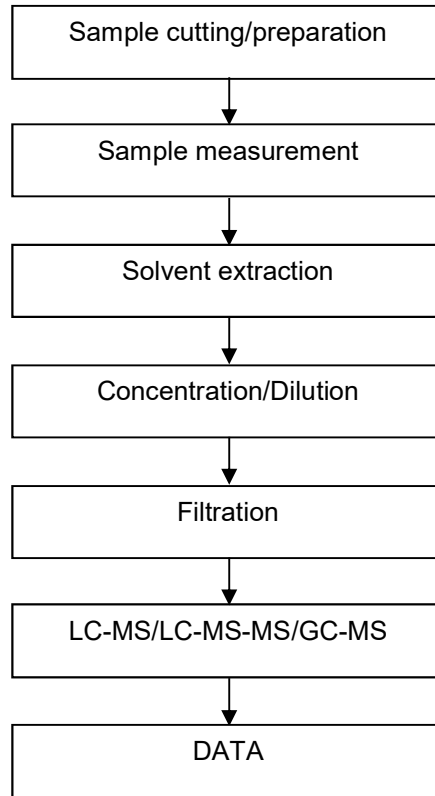 Sample cutting/preparation
Sample measurement
Solvent extraction
Concentration/Dilution
Filtration
LC-MS/LC-MS-MS/GC-MS
DATA